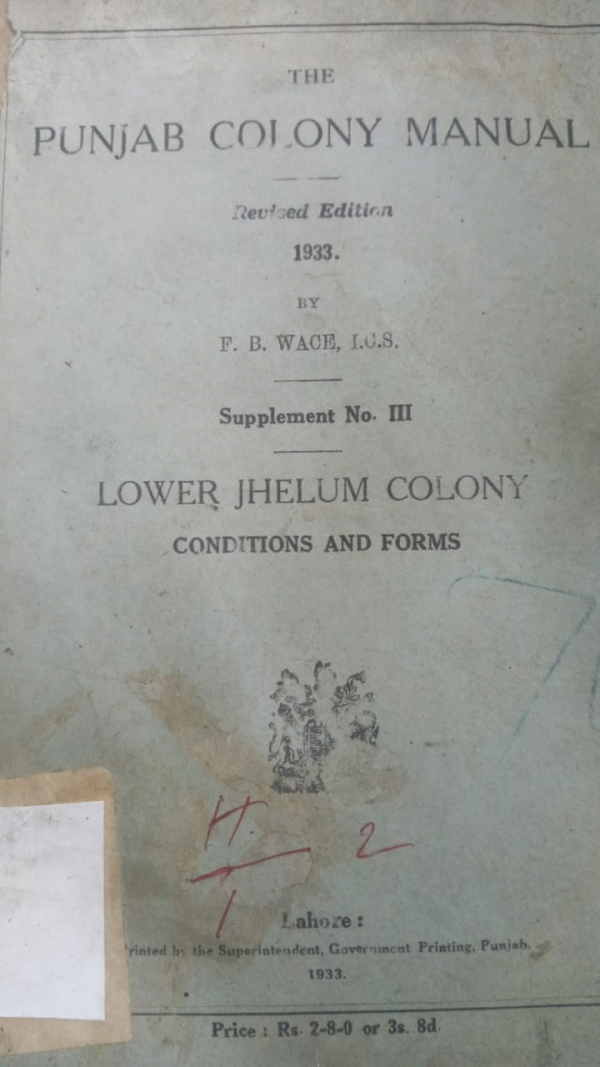 THE
PUNJAB COLONY MANUAL
Revised Edition
1933.
BY
F. B. WACE, I.C.S.
Supplement No. III
LOWER JHELUM COLONY
CONDITIONS AND FORMS
H.
1
2
Lahore :
Printed by the Superintendent, Government Printing, Punjab.
1933.
Price : Rs. 2-8-0 or 3s. 8d.